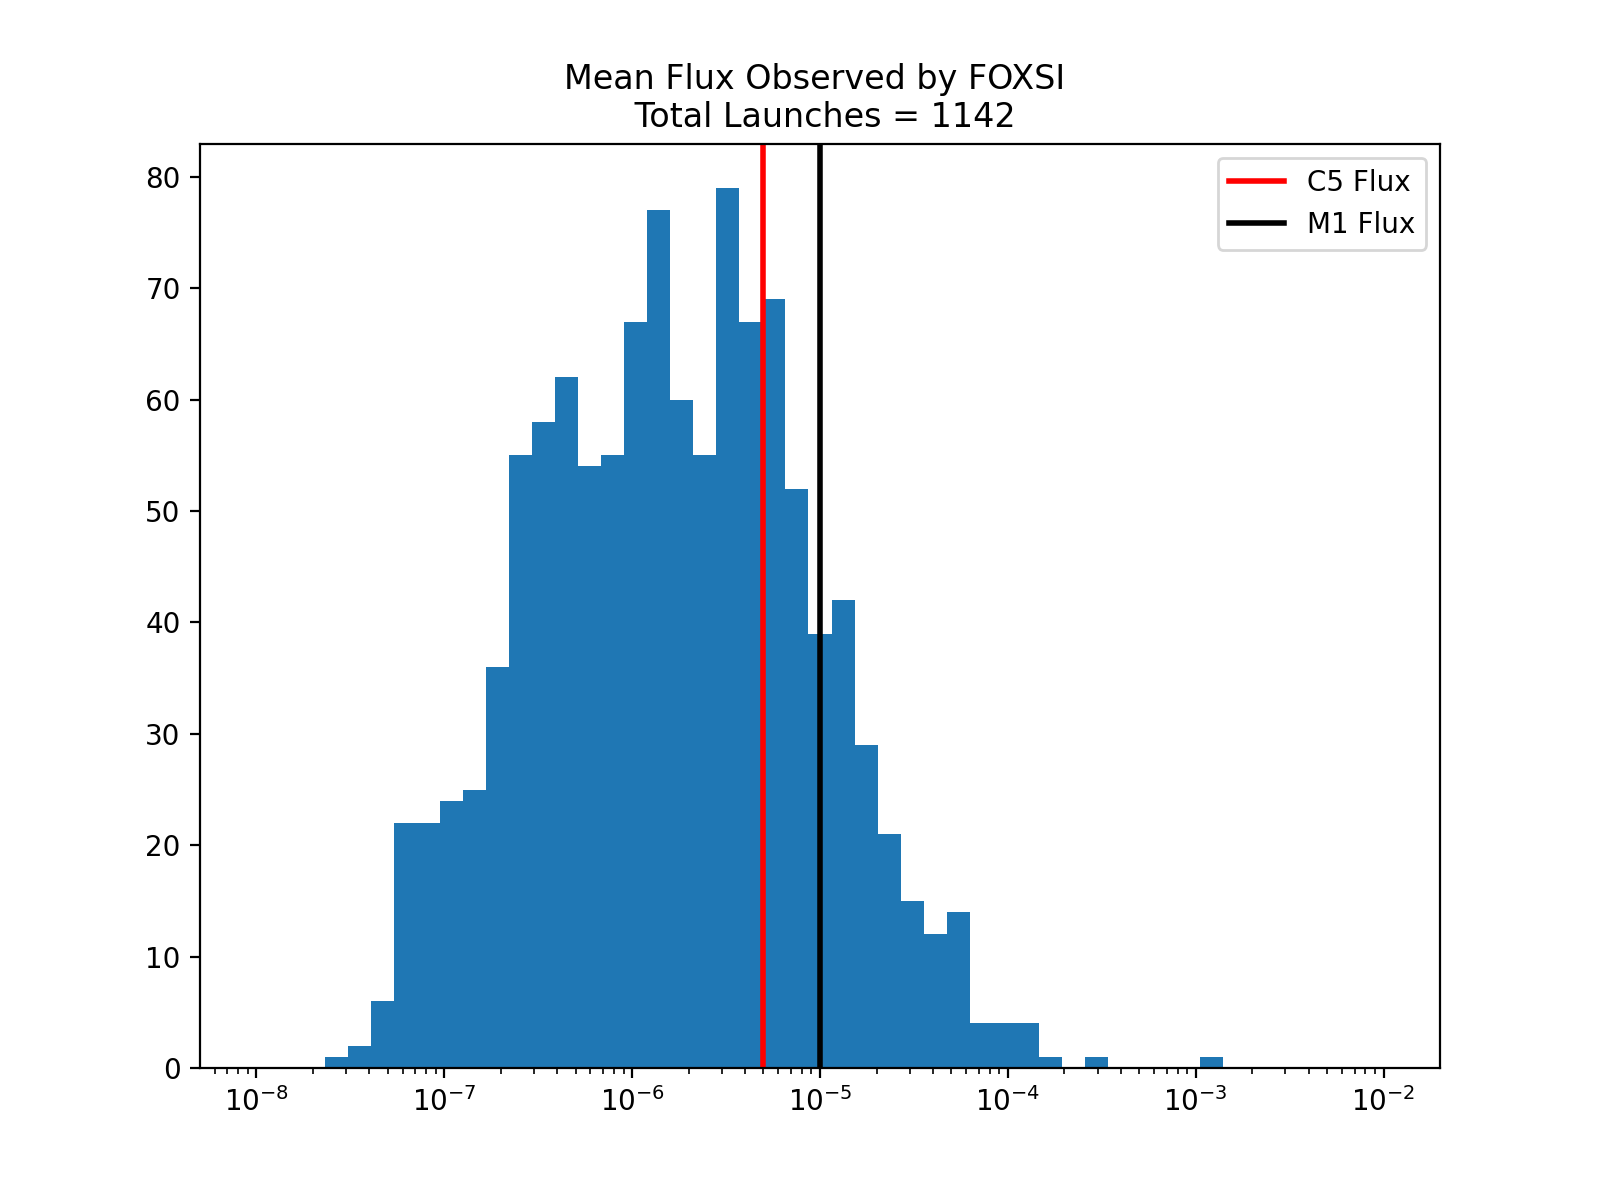 Mean Flux Observed by FOXSI
Total Launches = 1142
C5 Flux
M1 Flux
80
70
60
50
40
30
20
10
0
10⁻⁸ 10⁻⁷ 10⁻⁶ 10⁻⁵ 10⁻⁴ 10⁻³ 10⁻²